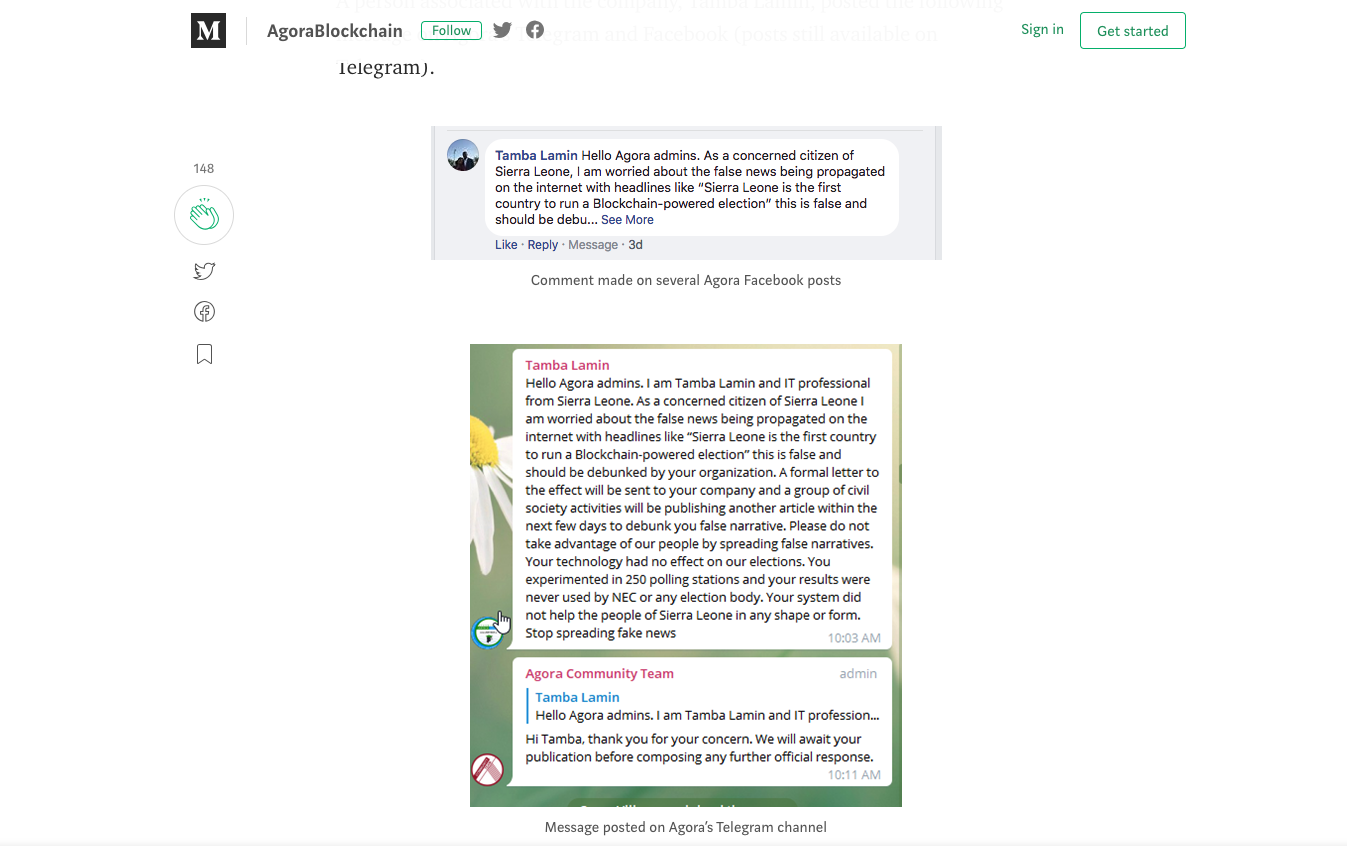 A person associated with the company, Tamba Lamin, posted the following
M AgoraBlockchain Follow Sign in Get started
Telegram and Facebook (posts still available on
Telegram).
148
Tamba Lamin Hello Agora admins. As a concerned citizen of
Sierra Leone, I am worried about the false news being propagated
on the internet with headlines like “Sierra Leone is the first
country to run a Blockchain-powered election” this is false and
should be debu... See More
Like · Reply · Message · 3d
Comment made on several Agora Facebook posts
Tamba Lamin
Hello Agora admins. I am Tamba Lamin and IT professional
from Sierra Leone. As a concerned citizen of Sierra Leone I
am worried about the false news being propagated on the
internet with headlines like “Sierra Leone is the first country
to run a Blockchain-powered election” this is false and
should be debunked by your organization. A formal letter to
the effect will be sent to your company and a group of civil
society activities will be publishing another article within the
next few days to debunk you false narrative. Please do not
take advantage of our people by spreading false narratives.
Your technology had no effect on our elections. You
experimented in 250 polling stations and your results were
never used by NEC or any election body. Your system did
not help the people of Sierra Leone in any shape or form.
Stop spreading fake news 10:03 AM
Agora Community Team admin
Tamba Lamin
Hello Agora admins. I am Tamba Lamin and IT profession...
Hi Tamba, thank you for your concern. We will await your
publication before composing any further official response.
10:11 AM
Message posted on Agora’s Telegram channel